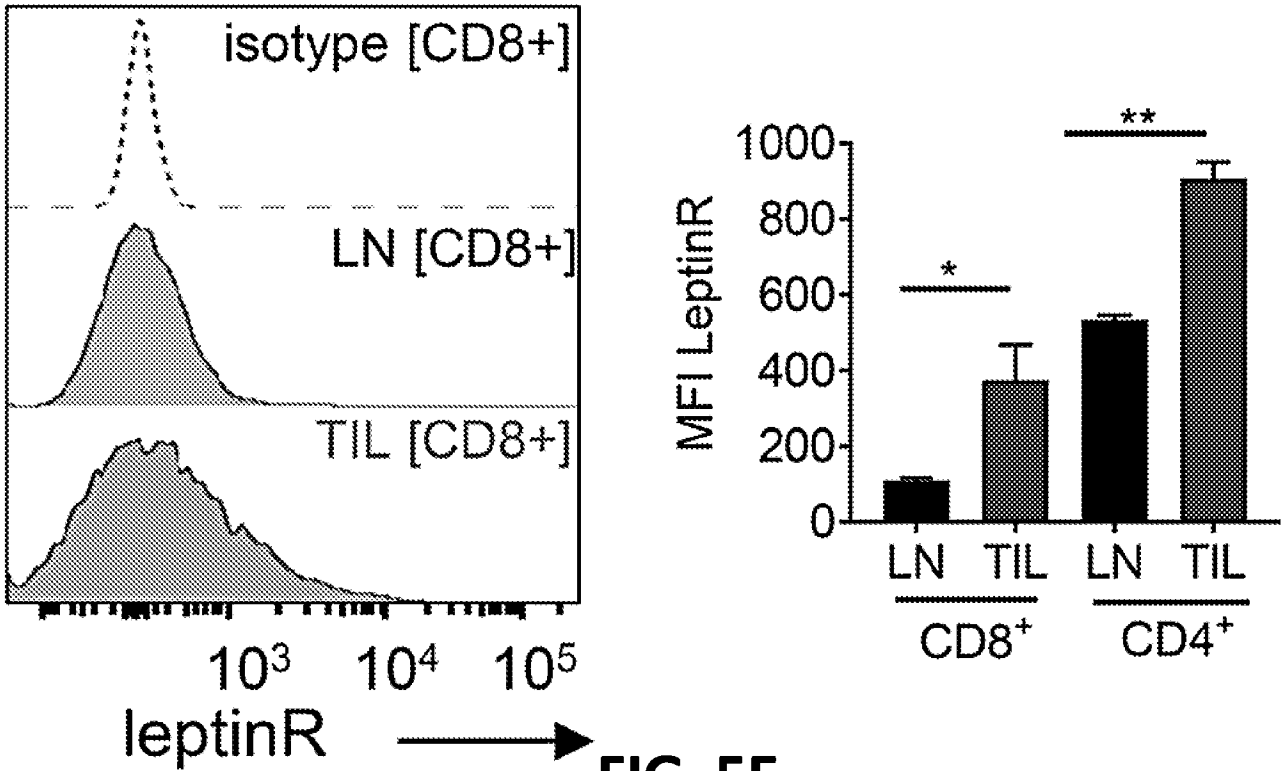 isotype [CD8+]
LN [CD8+]
TIL [CD8+]
10³ 10⁴ 10⁵
leptinR
MFI LeptinR
1000
800
600
400
200
0
*
**
LN TIL LN TIL
CD8⁺ CD4⁺